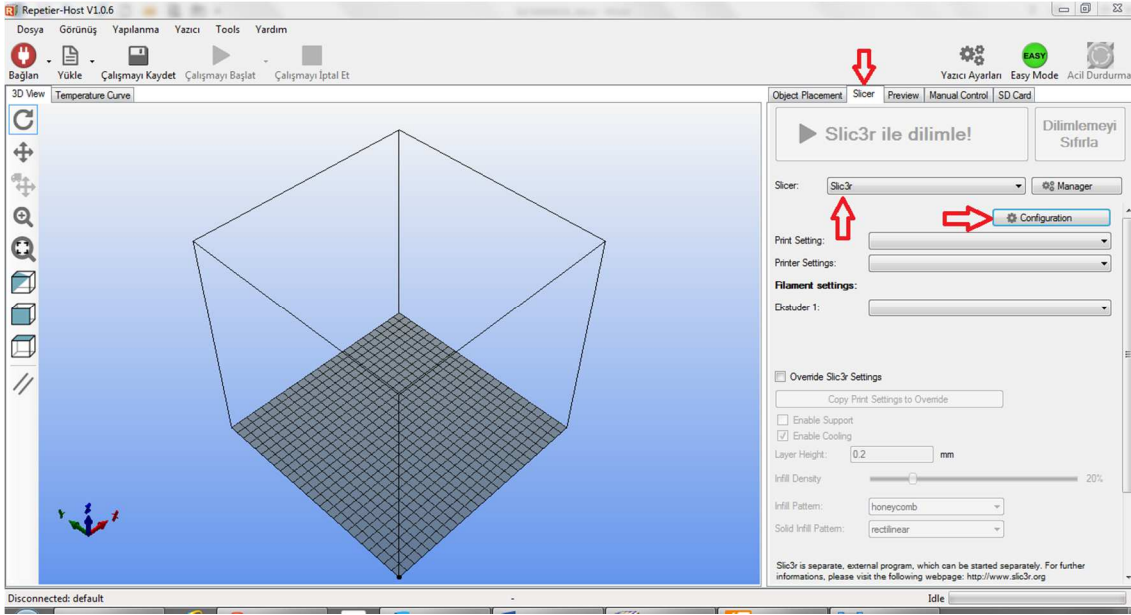 Repetier-Host V1.0.6
Dosya Görünüş Yapılanma Yazıcı Tools Yardım
EASY
Bağlan Yükle Çalışmayı Kaydet Çalışmayı Başlat Çalışmayı İptal Et Yazıcı Ayarları Easy Mode Acil Durdurma
3D View Temperature Curve
Object Placement Slicer Preview Manual Control SD Card
Slic3r ile dilimle!
Dilimlemeyi
Sıfırla
Slicer: Slic3r Manager
Configuration
Print Setting:
Printer Settings:
Filament settings:
Ekstuder 1:
Override Slic3r Settings
Copy Print Settings to Override
Enable Support
Enable Cooling
Layer Height: 0.2 mm
Infill Density 20%
Infill Pattern: honeycomb
Solid Infill Pattern: rectilinear
Slic3r is separate, external program, which can be started separately. For further
informations, please visit the following webpage: http://www.slic3r.org
Disconnected: default - Idle